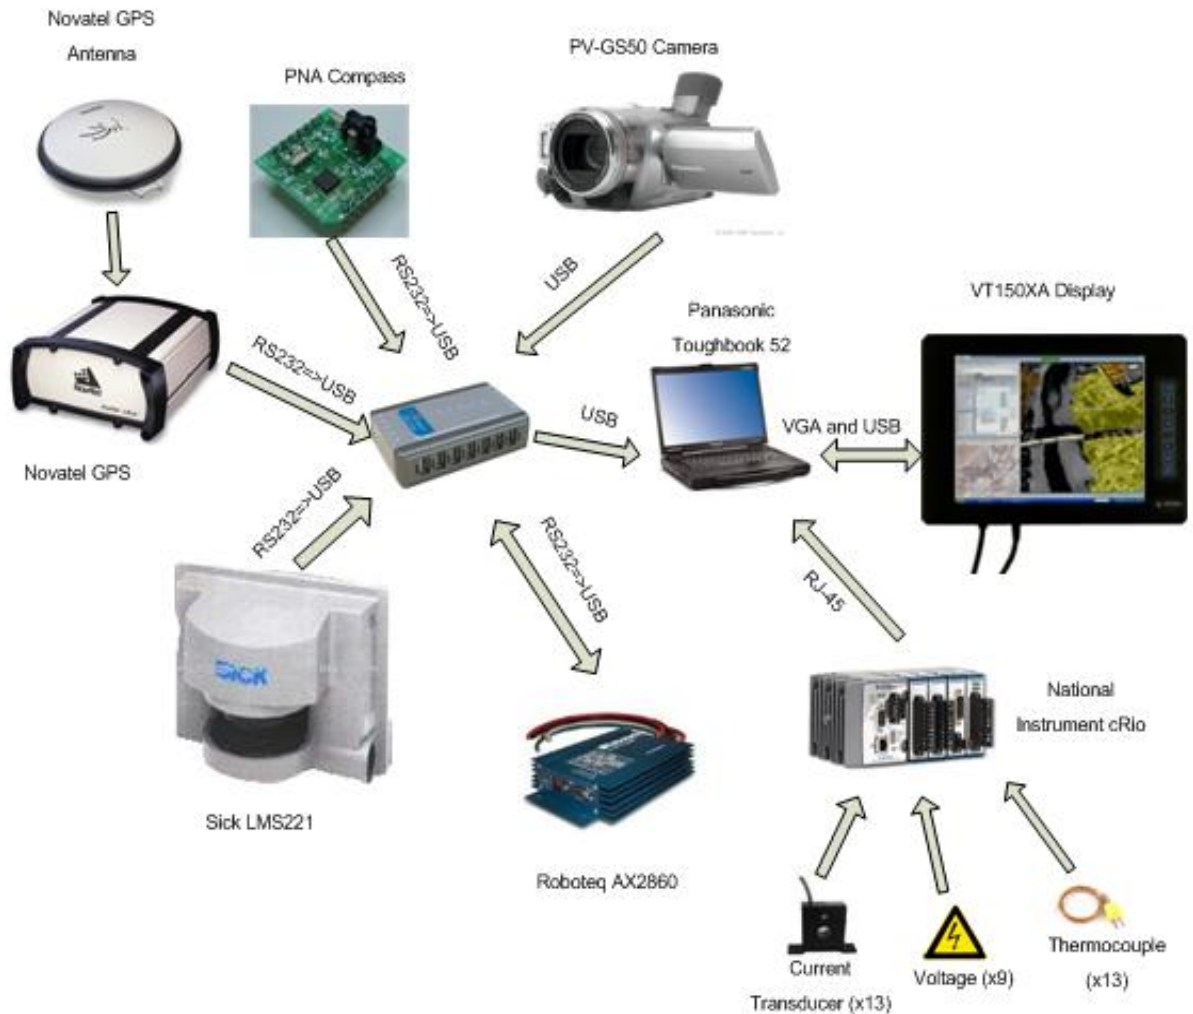 Novatel GPS
Antenna
PNA Compass
PV-GS50 Camera
RS232=>USB
USB
Panasonic
Toughbook 52
VT150XA Display
RS232=>USB
USB
VGA and USB
Novatel GPS
RS232=>USB
RS232=>USB
RJ-45
SICK
National
Instrument cRio
Sick LMS221
Roboteq AX2860
Current
Transducer (x13)
Voltage (x9)
Thermocouple
(x13)